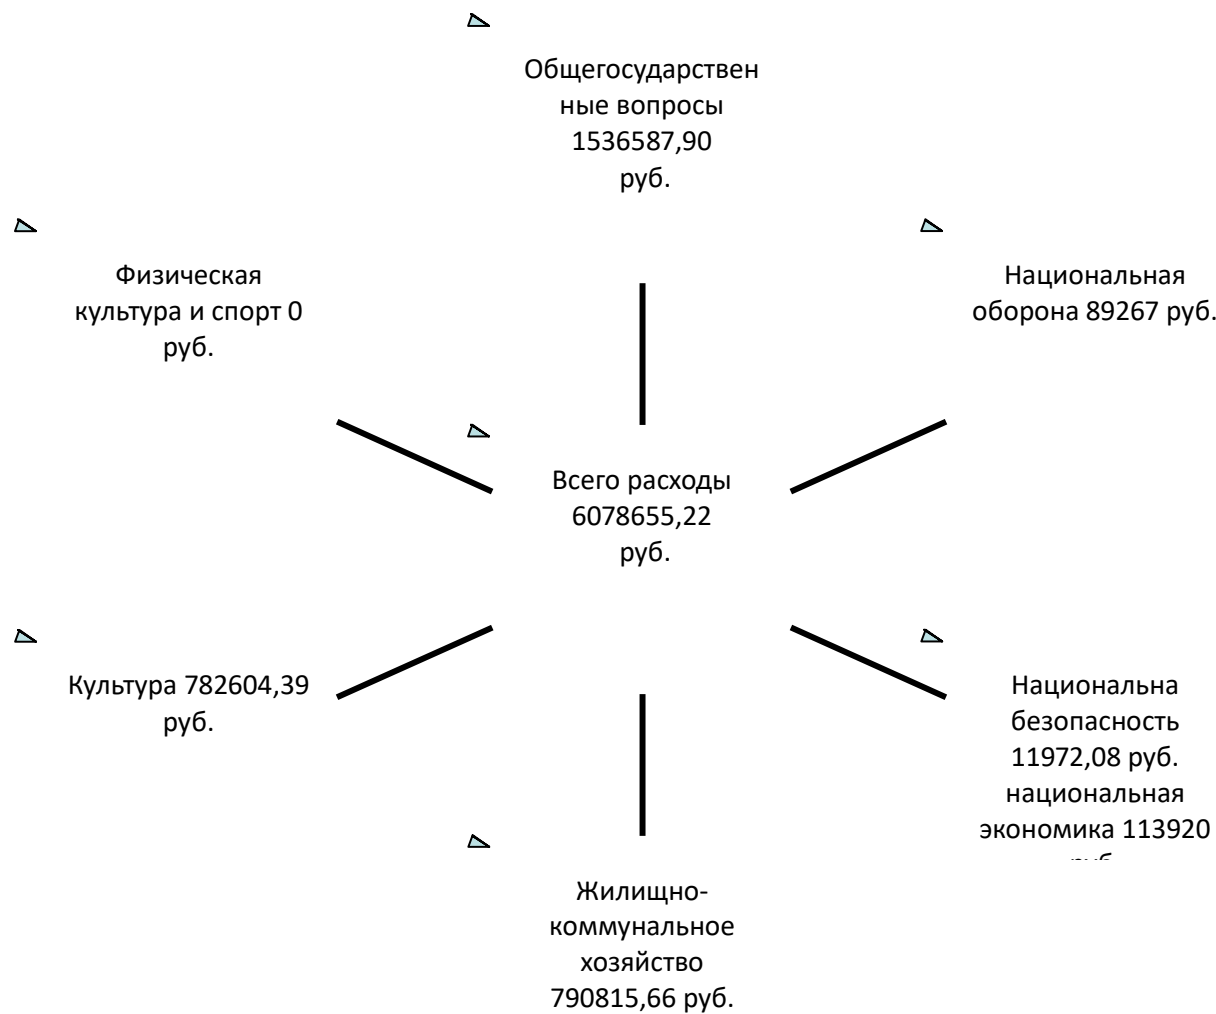 Общегосударствен
ные вопросы
1536587,90
руб.
Физическая
культура и спорт 0
руб.
Национальная
оборона 89267 руб.
Всего расходы
6078655,22
руб.
Культура 782604,39
руб.
Национальна
безопасность
11972,08 руб.
национальная
экономика 113920
Жилищно-
коммунальное
хозяйство
790815,66 руб.